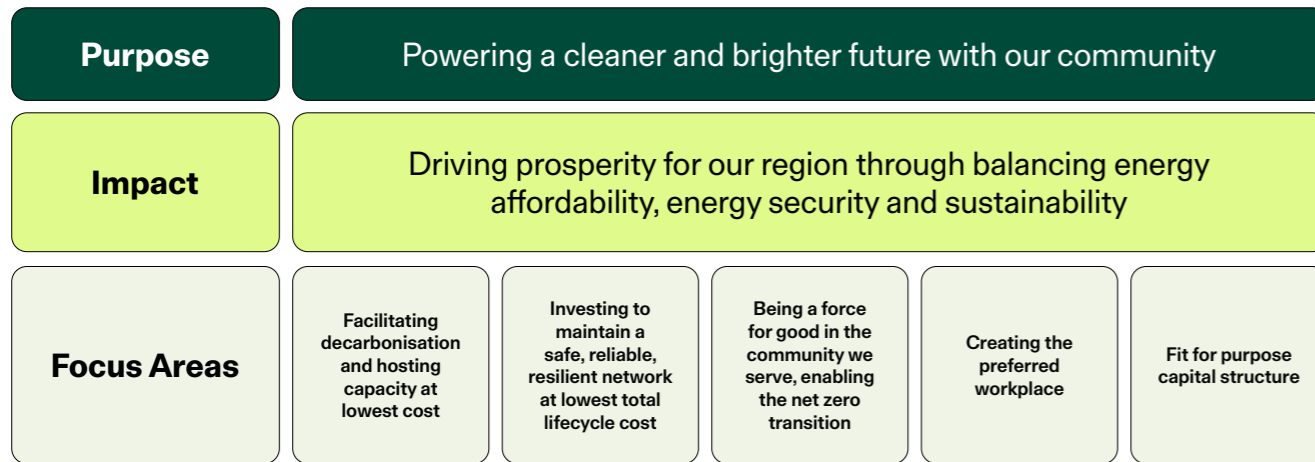 Purpose
Powering a cleaner and brighter future with our community
Impact
Driving prosperity for our region through balancing energy
affordability, energy security and sustainability
Focus Areas
Facilitating
decarbonisation
and hosting
capacity at
lowest cost
Investing to
maintain a
safe, reliable,
resilient network
at lowest total
lifecycle cost
Being a force
for good in the
community we
serve, enabling
the net zero
transition
Creating the
preferred
workplace
Fit for purpose
capital structure